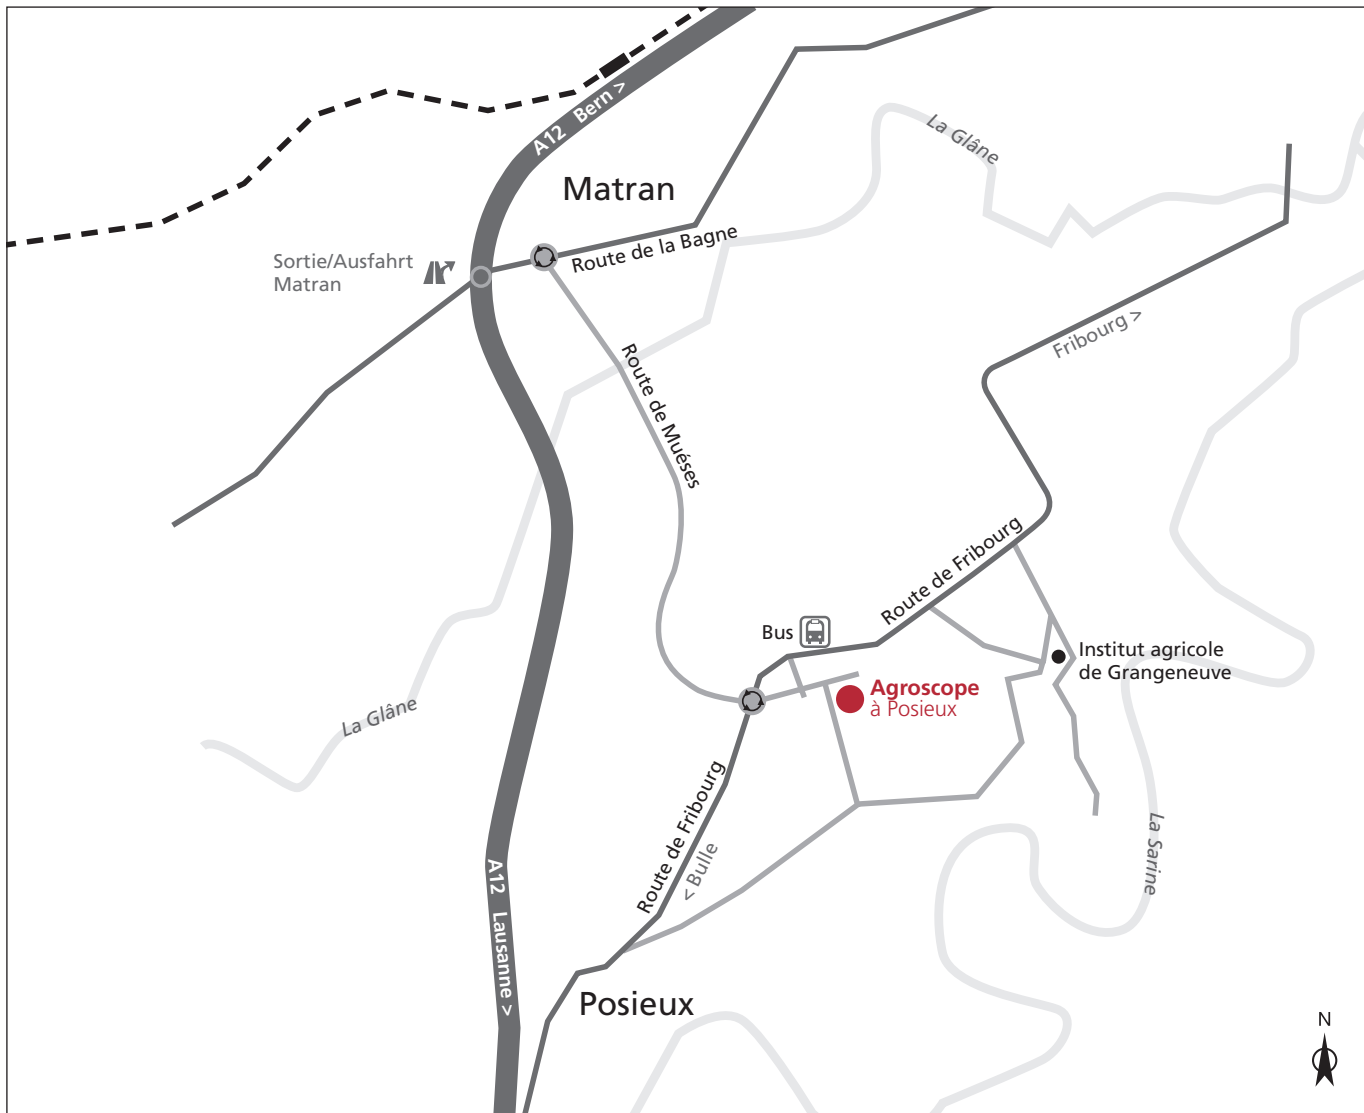 A12 Bern >
La Glâne
Matran
Route de la Bagne
Sortie/Ausfahrt
Matran
Fribourg >
Route de Muéses
Route de Fribourg
Bus
Institut agricole
de Grangeneuve
Agroscope
à Posieux
La Glâne
Route de Fribourg
< Bulle
La Sarine
A12 Lausanne >
Posieux
N